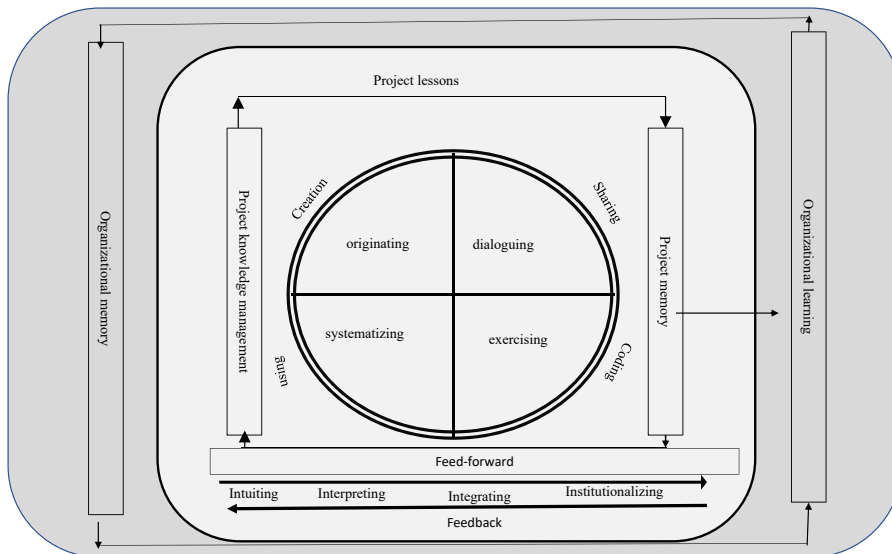 Project lessons
Organizational memory
Project knowledge management
Creation
Sharing
originating
dialoguing
systematizing
exercising
using
Coding
Project memory
Organizational learning
Feed-forward
Intuiting
Interpreting
Integrating
Institutionalizing
Feedback